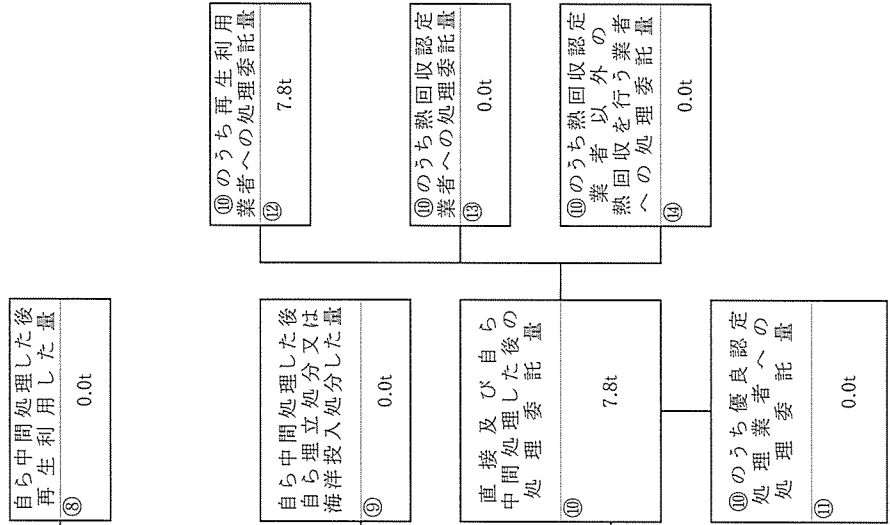 自ら中間処理した後
再生利用した量
⑧
0.0t
自ら中間処理した後
自ら埋立処分又は
海洋投入処分した量
⑨
0.0t
直接及び自ら
中間処理した後の
処理委託量
⑩
7.8t
⑩のうち優良認定
処理業者への
処理委託量
⑪
0.0t
⑩のうち再生利用
業者への処理委託量
⑫
7.8t
⑩のうち熱回収認定
業者への処理委託量
⑬
0.0t
⑩のうち熱回収認定
業者以外の
熱回収を行う業者
への処理委託量
⑭
0.0t